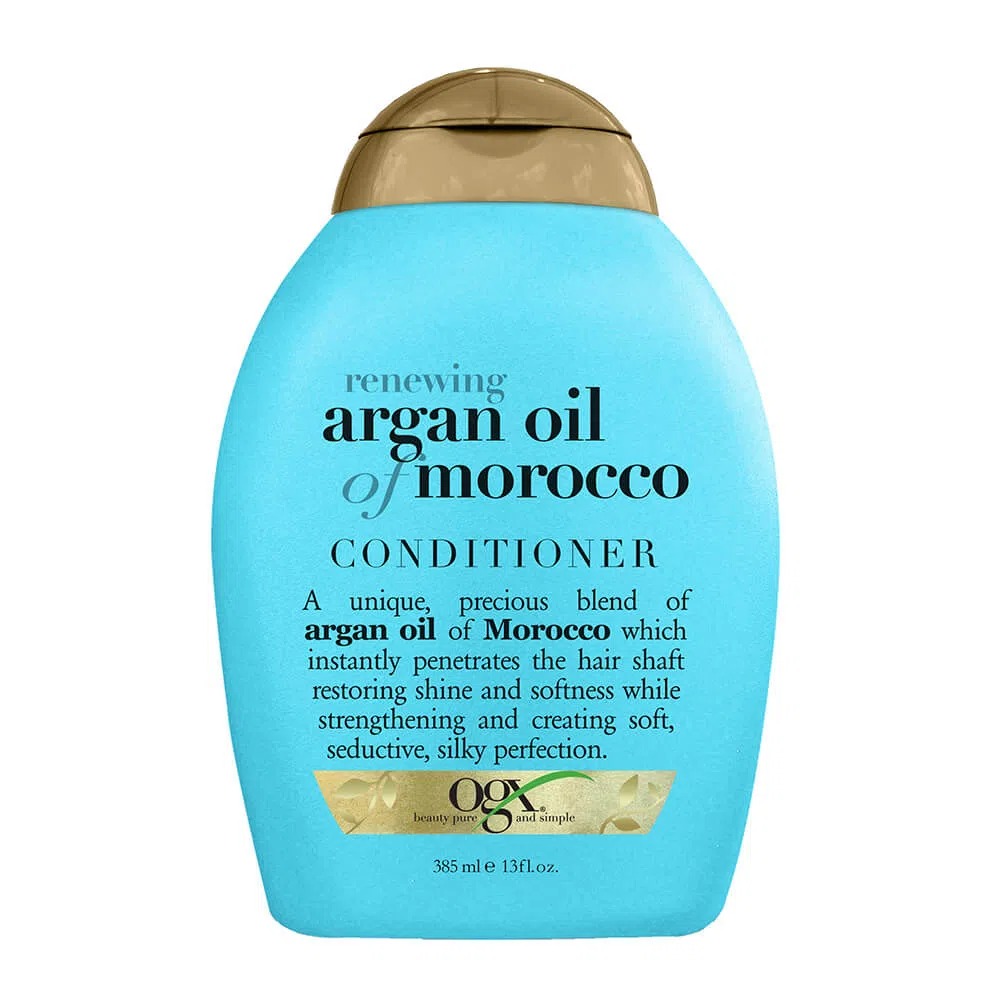 renewing
argan oil
of morocco
CONDITIONER
A unique, precious blend of
argan oil of Morocco which
instantly penetrates the hair shaft
restoring shine and softness while
strengthening and creating soft,
seductive, silky perfection.
Ogx®
beauty pure and simple
385 ml e 13fl.oz.